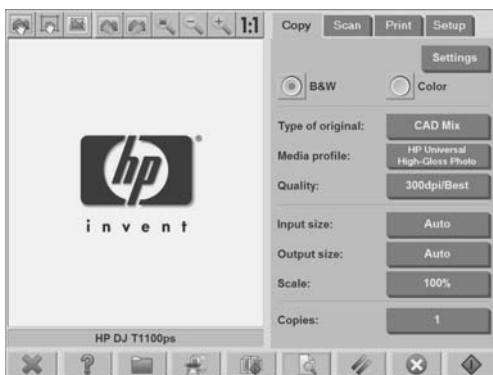 1:1
Copy Scan Print Setup
Settings
B&W Color
Type of original: CAD Mix
Media profile: HP Universal
High-Gloss Photo
Quality: 300dpi/Best
Input size: Auto
Output size: Auto
Scale: 100%
Copies: 1
hp
invent
HP DJ T1100ps